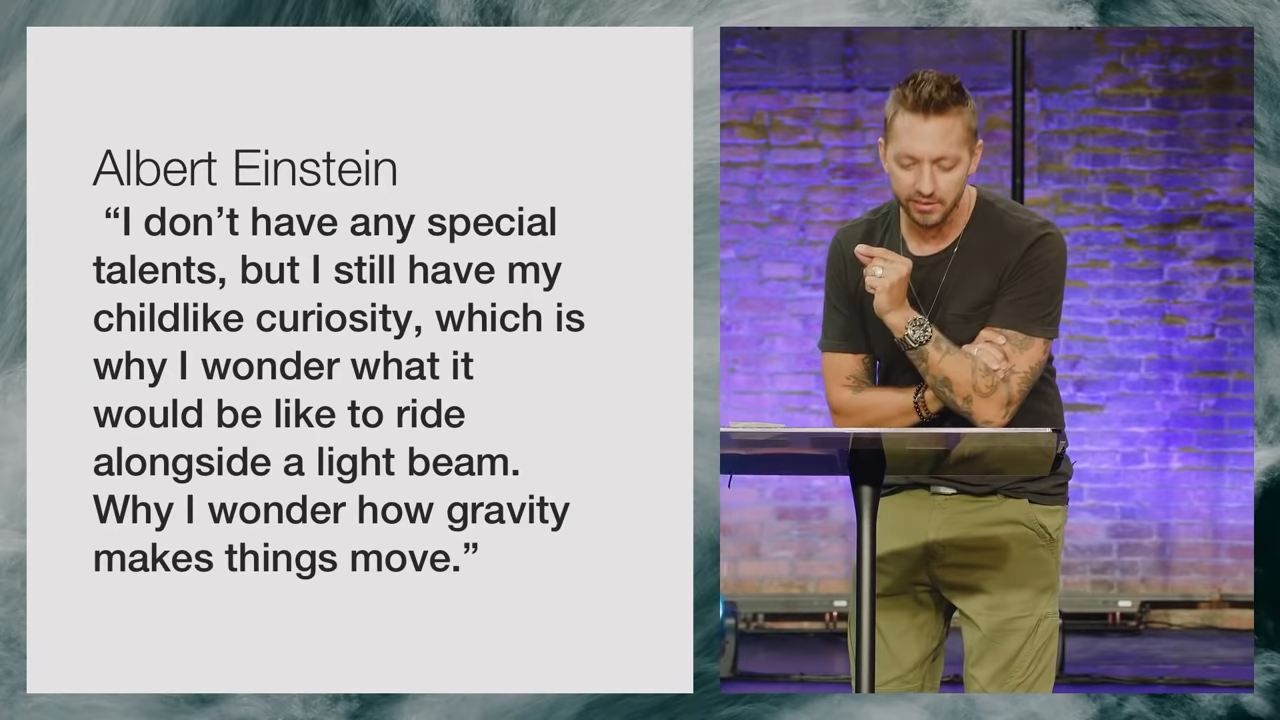 Albert Einstein
“I don’t have any special
talents, but I still have my
childlike curiosity, which is
why I wonder what it
would be like to ride
alongside a light beam.
Why I wonder how gravity
makes things move.”